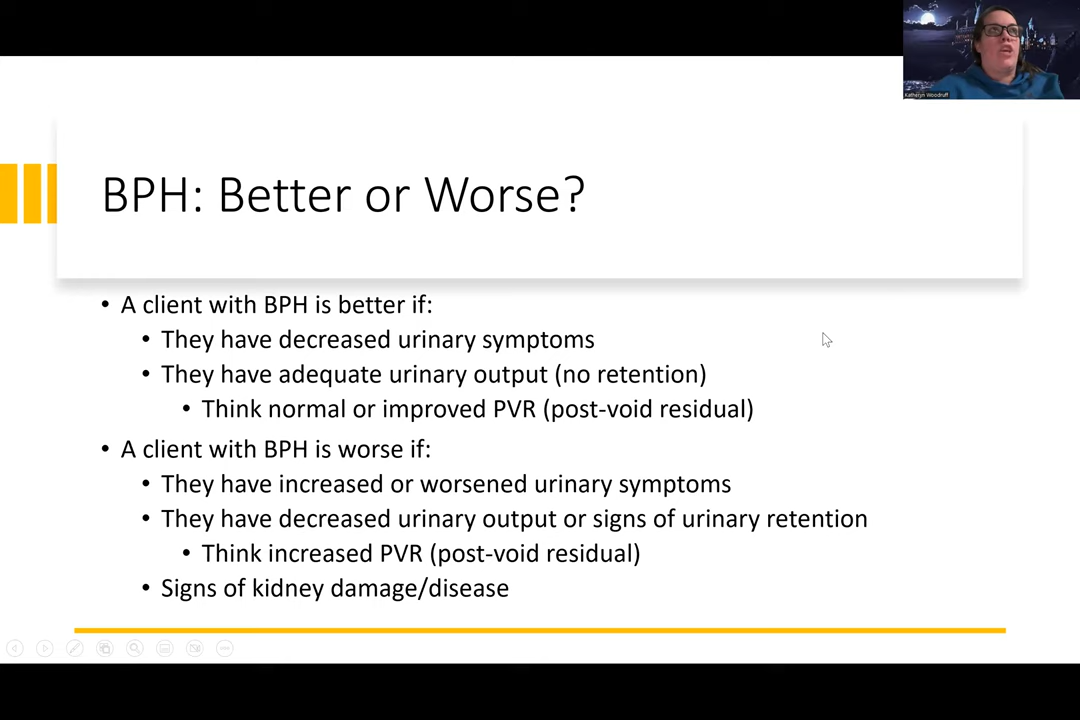 Katheryn Woodruff
BPH: Better or Worse?
• A client with BPH is better if:
• They have decreased urinary symptoms
• They have adequate urinary output (no retention)
• Think normal or improved PVR (post-void residual)
• A client with BPH is worse if:
• They have increased or worsened urinary symptoms
• They have decreased urinary output or signs of urinary retention
• Think increased PVR (post-void residual)
• Signs of kidney damage/disease